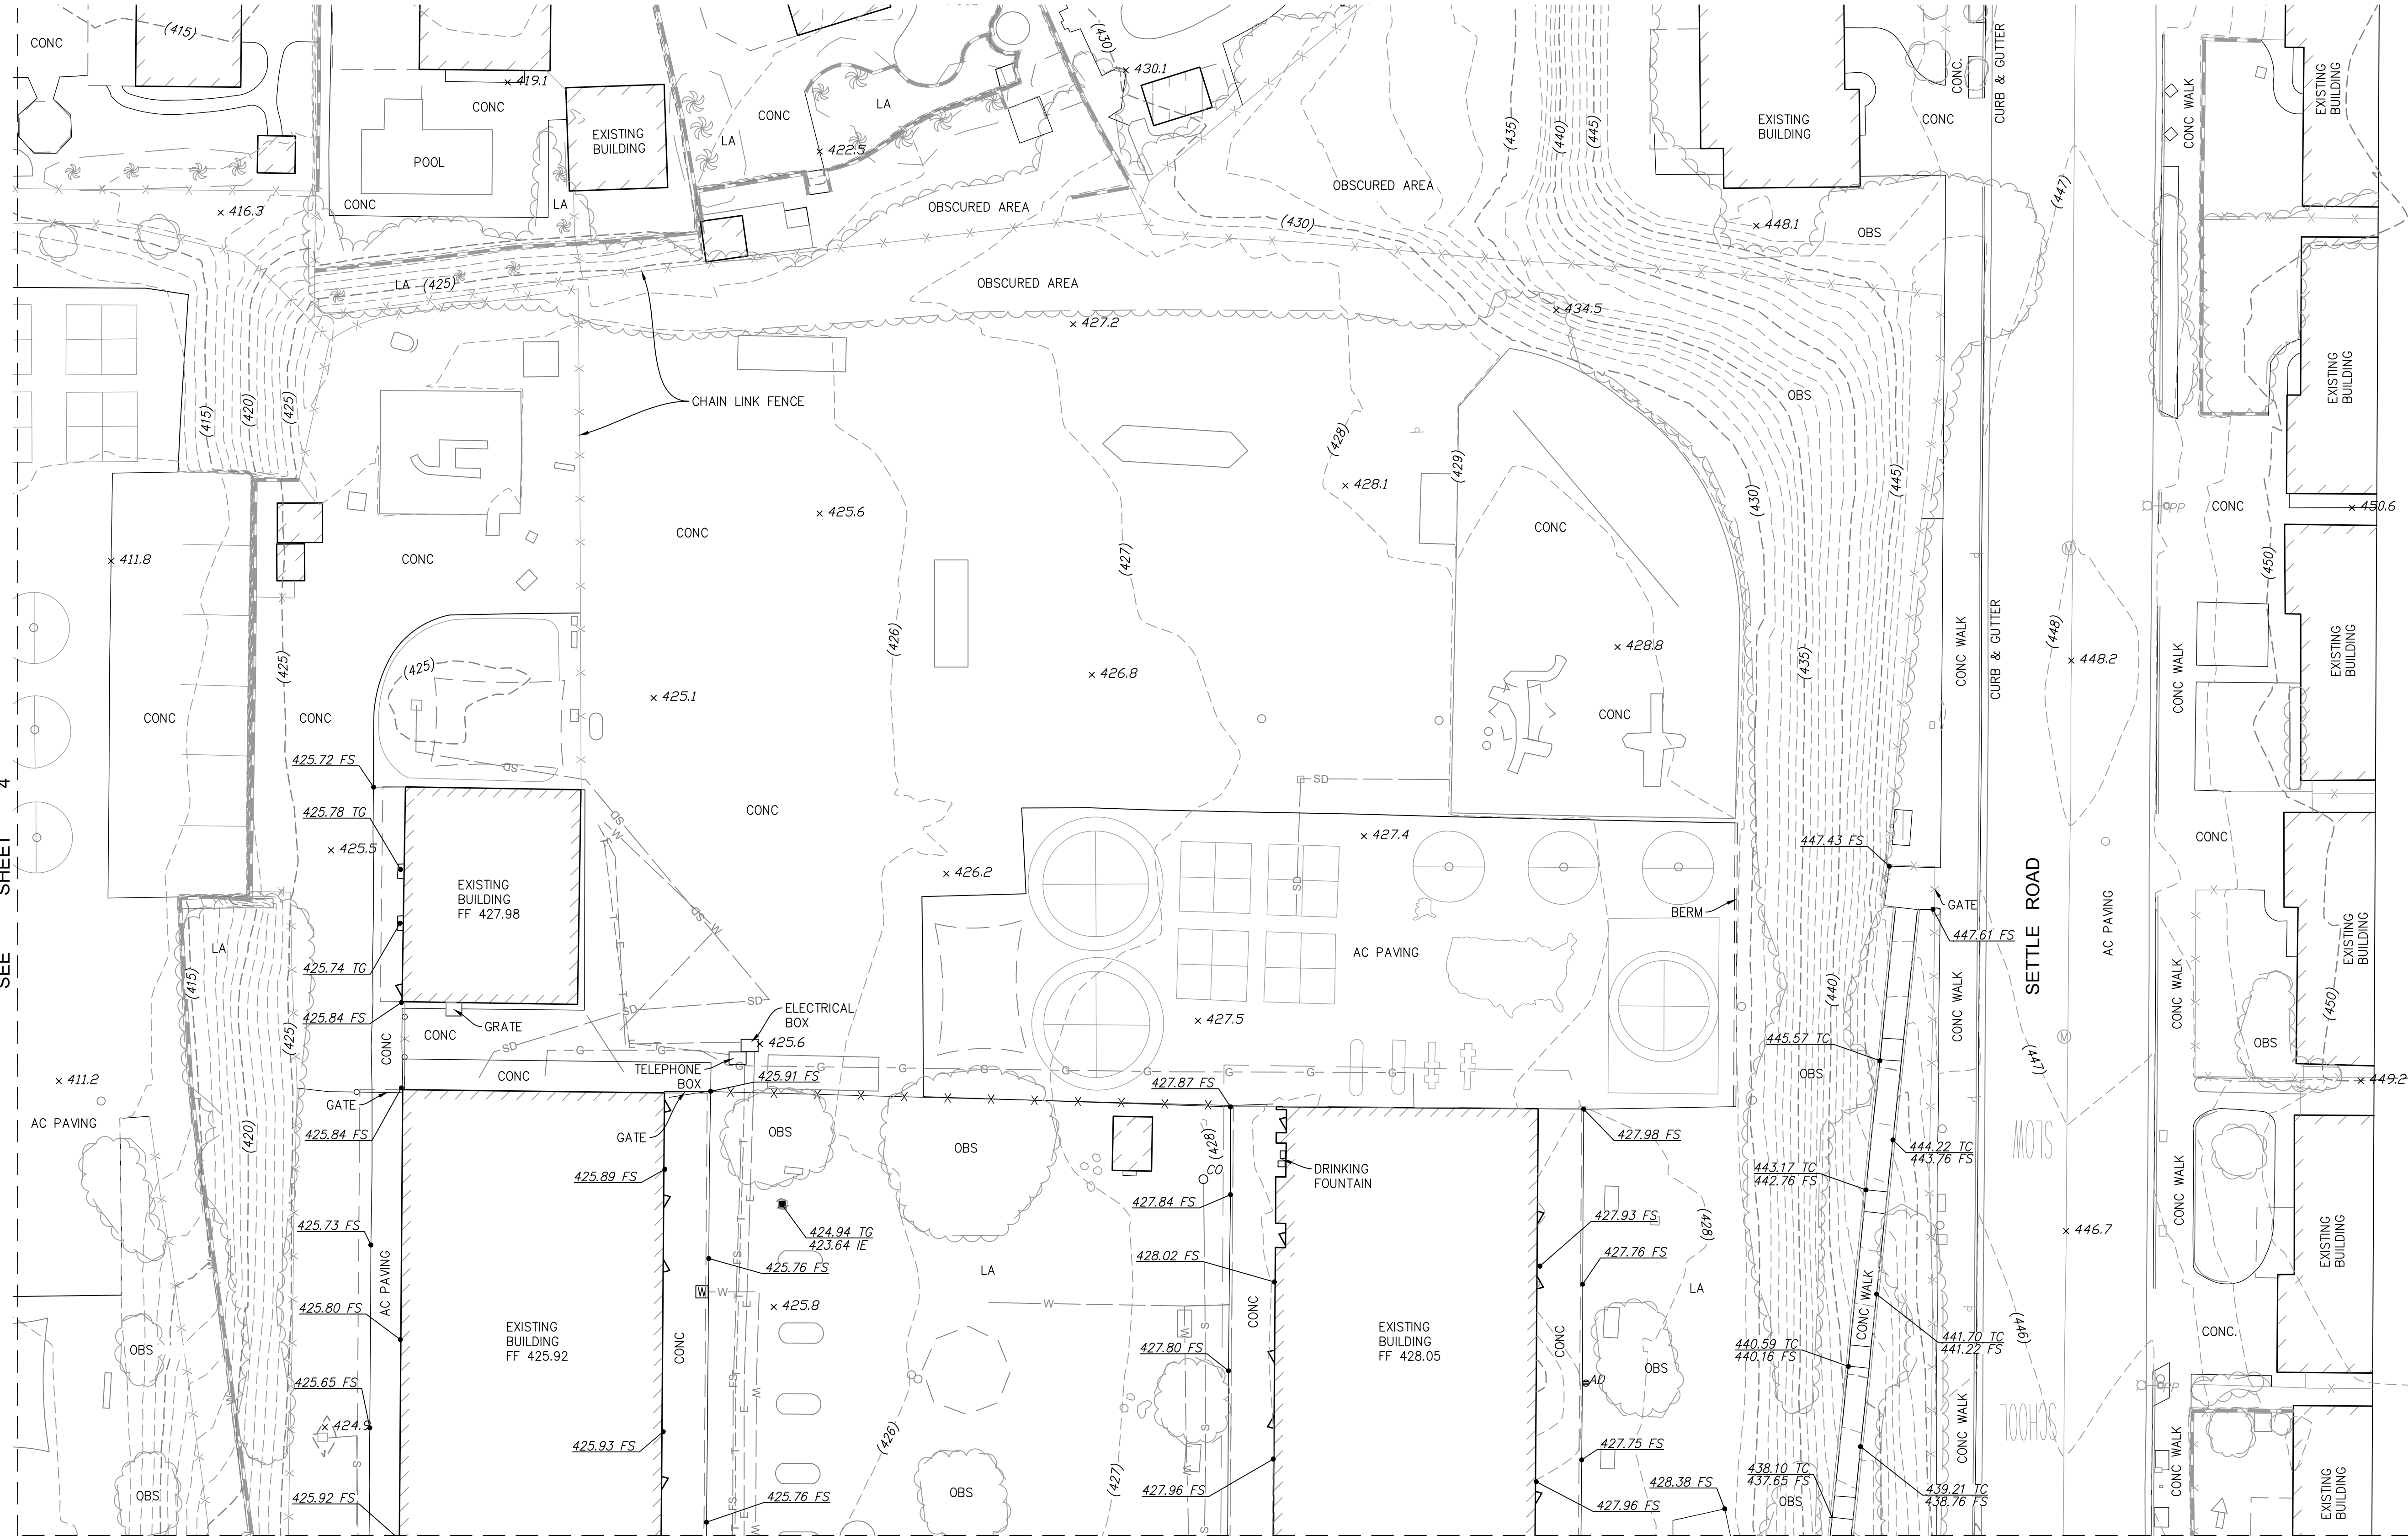 CONC
(415)
× 419.1
CONC
POOL
EXISTING
BUILDING
CONC
LA
LA
LA
CONC
× 422.5
(430)
× 430.1
OBSCURED AREA
OBSCURED AREA
OBSCURED AREA
(430)
(435)
(440)
(445)
EXISTING
BUILDING
CONC.
CONC
CURB & GUTTER
CONC WALK
EXISTING
BUILDING
× 416.3
LA
(425)
× 448.1
OBS
(447)
× 427.2
× 434.5
CHAIN LINK FENCE
(415)
(420)
(425)
OBS
EXISTING
BUILDING
(428)
(429)
× 428.1
(430)
(445)
× 425.6
CONC
CONC
CONC
PP
CONC
× 450.6
× 411.8
(427)
(450)
(426)
(425)
(425)
× 426.8
× 428.8
(435)
CONC WALK
CURB & GUTTER
(448)
× 448.2
CONC WALK
EXISTING
BUILDING
× 425.1
CONC
CONC
CONC
425.72 FS
SD
SD
425.78 TG
SD
W
CONC
× 425.5
× 427.4
447.43 FS
CONC
SEE SHEET 4
EXISTING
BUILDING
FF 427.98
× 426.2
SD
BERM
GATE
447.61 FS
SETTLE ROAD
AC PAVING
EXISTING
BUILDING
LA
(415)
425.74 TG
SD
W
E
T
AC PAVING
(440)
CONC WALK
CONC WALK
(450)
425.84 FS
GRATE
CONC
CONC
SD
SD
SD
ELECTRICAL
BOX
× 425.6
× 427.5
445.57 TC
OBS
(425)
E
T
G
G
CONC
TELEPHONE
BOX
G
G
G
G
G
G
G
G
OBS
(447)
× 411.2
× 449.2
AC PAVING
GATE
425.84 FS
GATE
425.91 FS
427.87 FS
427.98 FS
(420)
OBS
OBS
(428)
CO
DRINKING
FOUNTAIN
444.22 TC
443.76 FS
443.17 TC
442.76 FS
SLOW
CONC WALK
425.89 FS
427.84 FS
427.93 FS
(428)
425.73 FS
424.94 TG
423.64 IE
428.02 FS
427.76 FS
× 446.7
EXISTING
BUILDING
AC PAVING
425.76 FS
LA
LA
W
W
425.80 FS
× 425.8
W
CONC
CONC WALK
441.70 TC
441.22 FS
(446)
CONC.
OBS
EXISTING
BUILDING
FF 425.92
CONC
427.80 FS
EXISTING
BUILDING
FF 428.05
CONC
OBS
440.59 TC
440.16 FS
425.65 FS
AD
PP
× 424.9
425.93 FS
(426)
427.75 FS
CONC WALK
SCHOOL
S
W
S
(427)
427.96 FS
428.38 FS
438.10 TC
437.65 FS
439.21 TC
438.76 FS
CONC WALK
EXISTING
BUILDING
OBS
425.92 FS
425.76 FS
OBS
427.96 FS
OBS